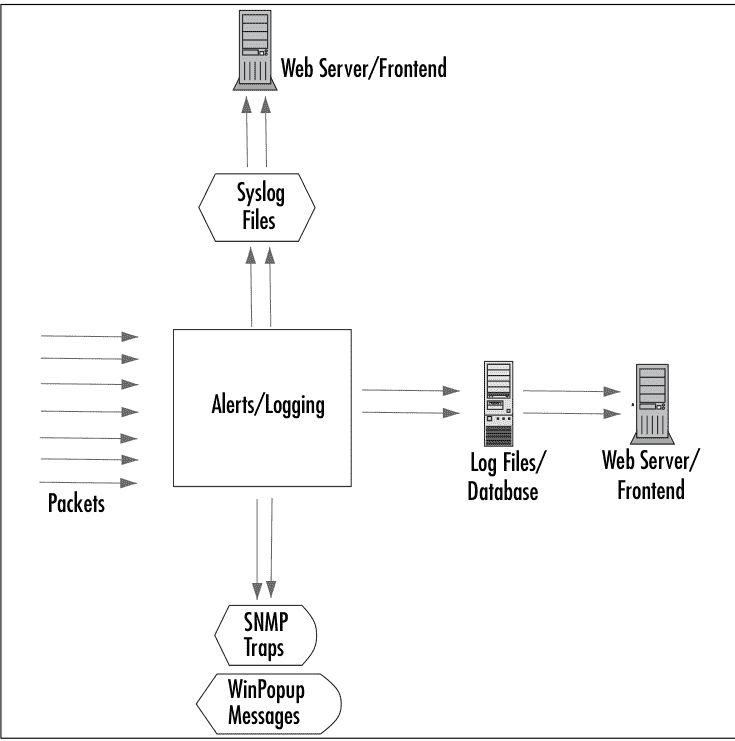 Web Server/Frontend
Syslog
Files
Alerts/Logging
Packets
Log Files/
Database
Web Server/
Frontend
SNMP
Traps
WinPopup
Messages